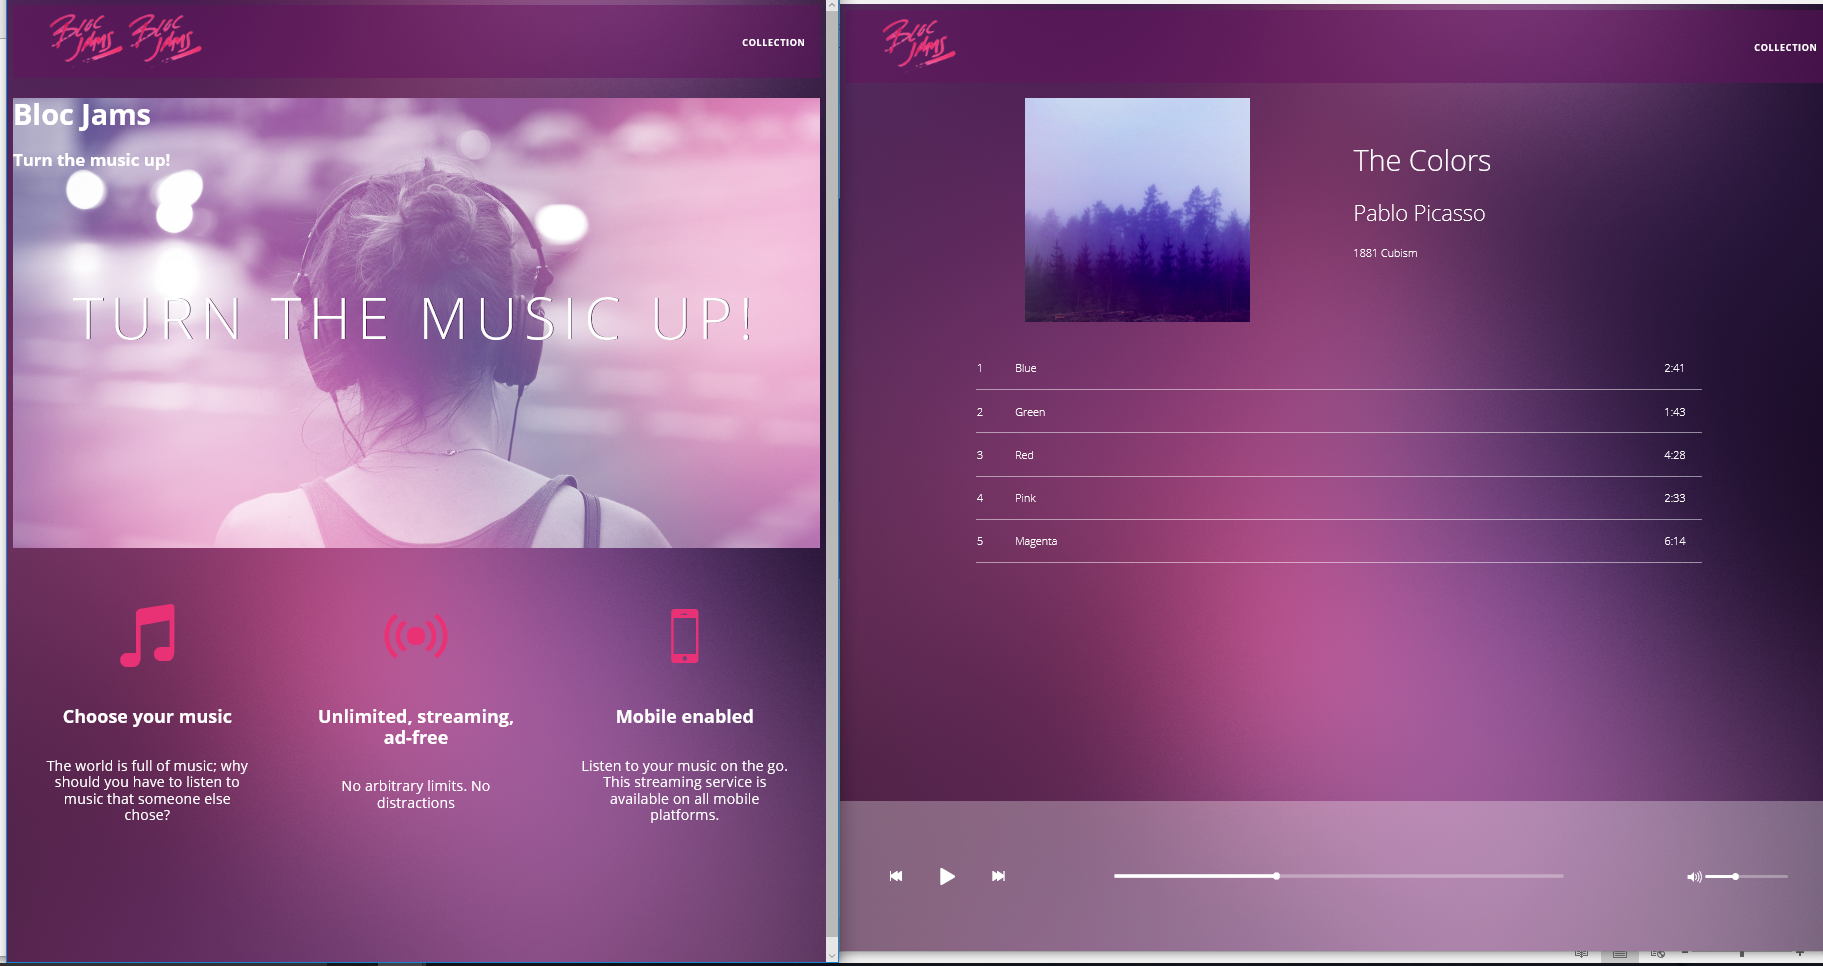 Bloc Jams
Bloc Jams
COLLECTION
Bloc Jams
Turn the music up!
TURN THE MUSIC UP!
Choose your music
The world is full of music; why
should you have to listen to
music that someone else
chose?
Unlimited, streaming,
ad-free
No arbitrary limits. No
distractions
Mobile enabled
Listen to your music on the go.
This streaming service is
available on all mobile
platforms.
Bloc Jams
COLLECTION
The Colors
Pablo Picasso
1881 Cubism
1 Blue 2:41
2 Green 1:43
3 Red 4:28
4 Pink 2:33
5 Magenta 6:14